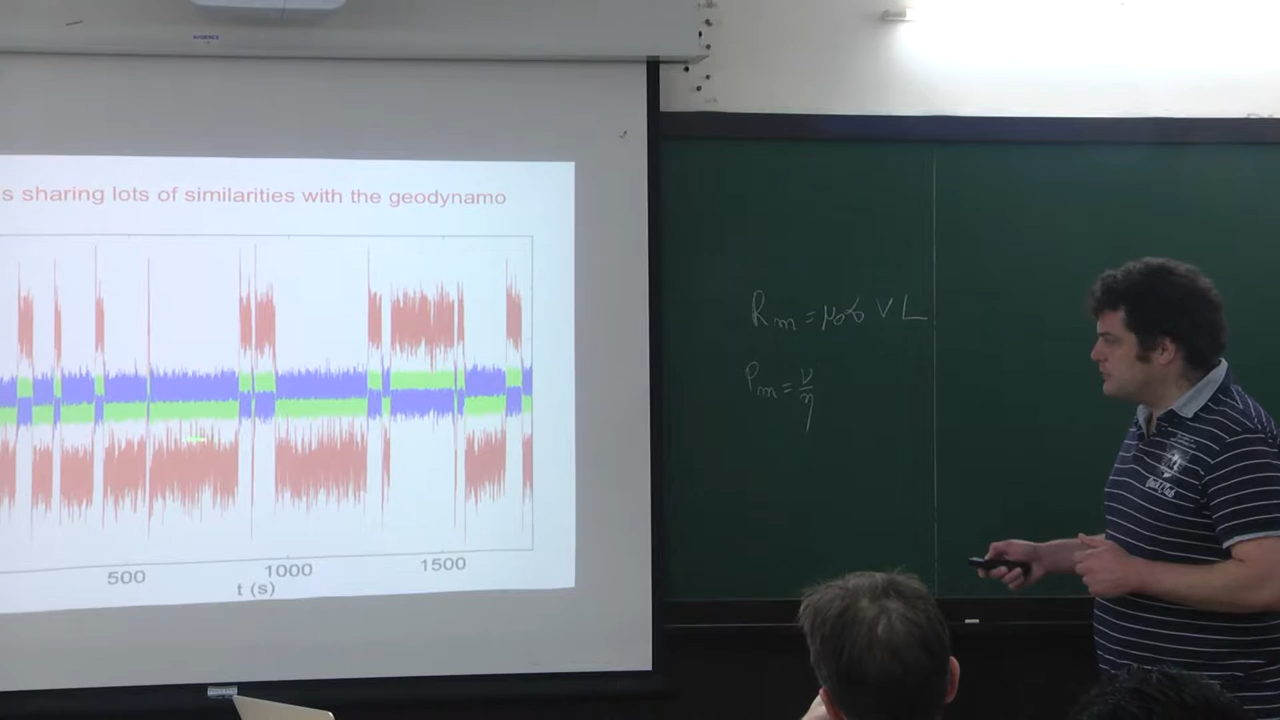 s sharing lots of similarities with the geodynamo
500 1000 1500
t (s)
Rm = μ₀σ V L
Pm = ν/η